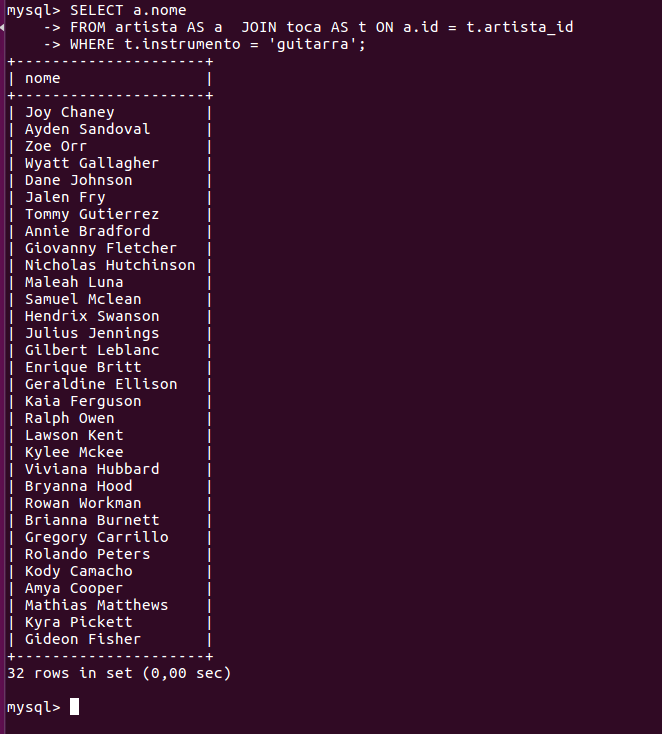 mysql> SELECT a.nome
    -> FROM artista AS a  JOIN toca AS t ON a.id = t.artista_id
    -> WHERE t.instrumento = 'guitarra';
+---------------------+
| nome                |
+---------------------+
| Joy Chaney          |
| Ayden Sandoval      |
| Zoe Orr             |
| Wyatt Gallagher     |
| Dane Johnson        |
| Jalen Fry           |
| Tommy Gutierrez     |
| Annie Bradford      |
| Giovanny Fletcher   |
| Nicholas Hutchinson |
| Maleah Luna         |
| Samuel Mclean       |
| Hendrix Swanson     |
| Julius Jennings     |
| Gilbert Leblanc     |
| Enrique Britt       |
| Geraldine Ellison   |
| Kaia Ferguson       |
| Ralph Owen          |
| Lawson Kent         |
| Kylee Mckee         |
| Viviana Hubbard     |
| Bryanna Hood        |
| Rowan Workman       |
| Brianna Burnett     |
| Gregory Carrillo    |
| Rolando Peters      |
| Kody Camacho        |
| Amya Cooper         |
| Mathias Matthews    |
| Kyra Pickett        |
| Gideon Fisher       |
+---------------------+
32 rows in set (0,00 sec)
mysql>